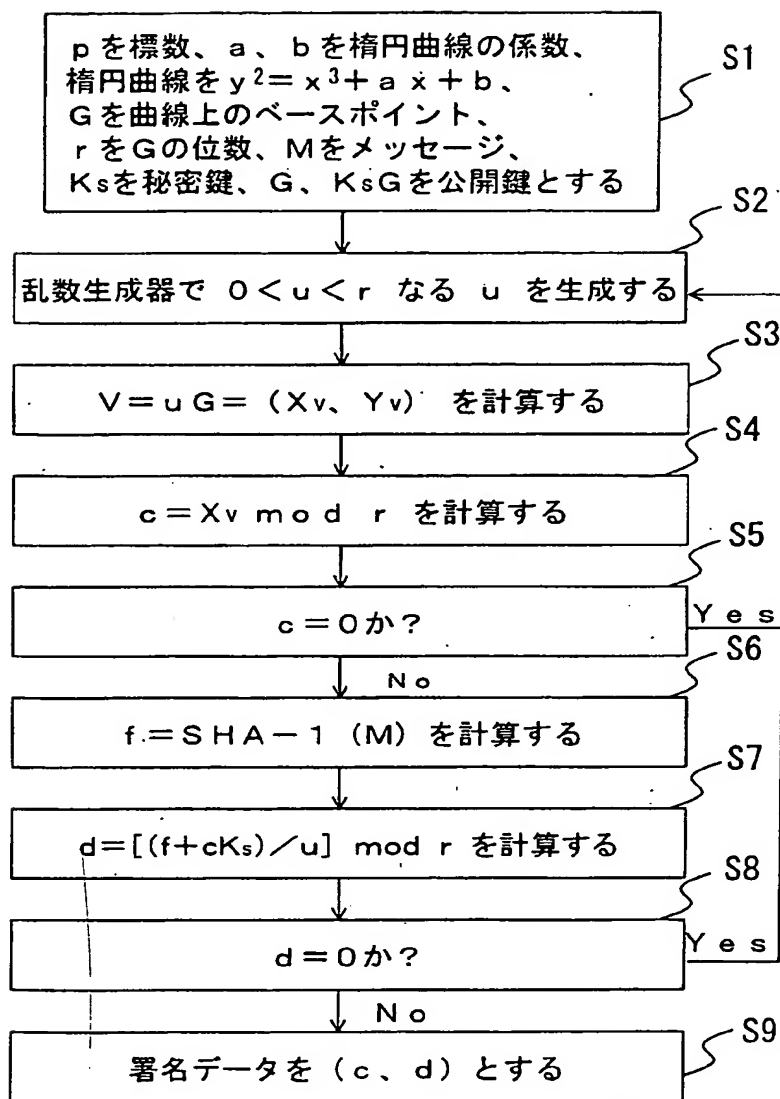 pを標数、a、bを楕円曲線の係数、
楕円曲線をy²=x³+ax+b、
Gを曲線上のベースポイント、
rをGの位数、Mをメッセージ、
Ksを秘密鍵、G、KsGを公開鍵とする
S1
S2
乱数生成器で 0<u<r なる u を生成する
S3
V=uG=(Xv、Yv) を計算する
S4
c=Xv mod r を計算する
S5
c=0か?
Yes
S6
No
f=SHA-1(M)を計算する
S7
d=[(f+cKs)/u] mod r を計算する
S8
d=0か?
Yes
No
S9
署名データを(c、d)とする